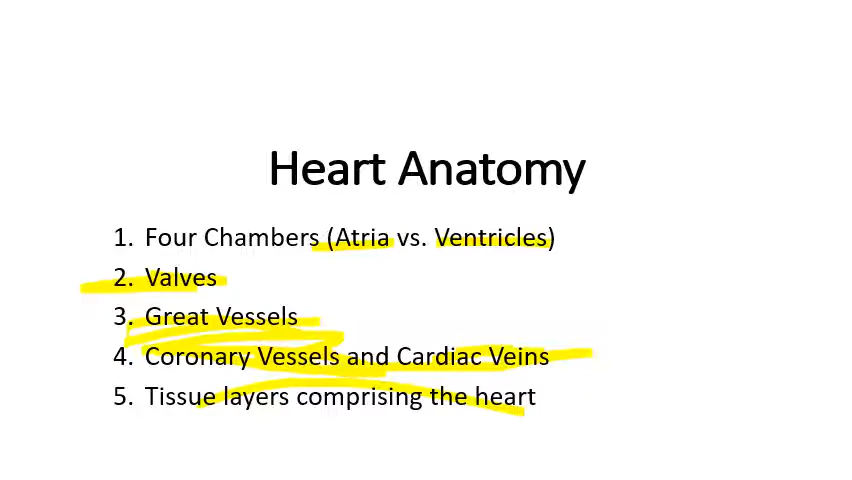 Heart Anatomy
1. Four Chambers (Atria vs. Ventricles)
2. Valves
3. Great Vessels
4. Coronary Vessels and Cardiac Veins
5. Tissue layers comprising the heart